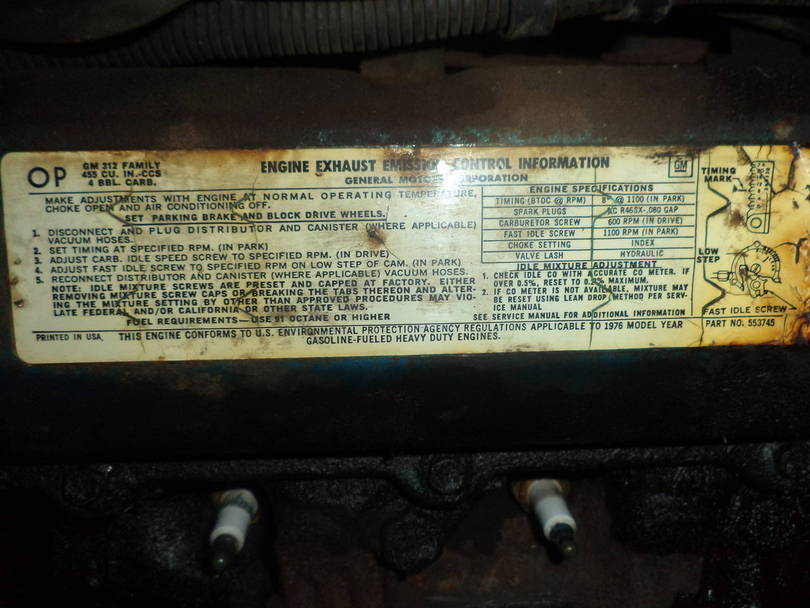 OP
GM 312 FAMILY
455 CU. IN.-CCS
4 BBL. CARB.
ENGINE EXHAUST EMISSION CONTROL INFORMATION
GENERAL MOTORS CORPORATION
GM
MAKE ADJUSTMENTS WITH ENGINE AT NORMAL OPERATING TEMPERATURE,
CHOKE OPEN AND AIR CONDITIONING OFF.
SET PARKING BRAKE AND BLOCK DRIVE WHEELS.
1. DISCONNECT AND PLUG DISTRIBUTOR AND CANISTER (WHERE APPLICABLE)
VACUUM HOSES.
2. SET TIMING AT SPECIFIED RPM. (IN PARK)
3. ADJUST CARB. IDLE SPEED SCREW TO SPECIFIED RPM. (IN DRIVE)
4. ADJUST FAST IDLE SCREW TO SPECIFIED RPM ON LOW STEP OF CAM. (IN PARK)
5. RECONNECT DISTRIBUTOR AND CANISTER (WHERE APPLICABLE) VACUUM HOSES.
NOTE: IDLE MIXTURE SCREWS ARE PRESET AND CAPPED AT FACTORY. EITHER
REMOVING MIXTURE SCREW CAPS OR BREAKING THE TABS THEREON AND ALTER-
ING THE MIXTURE SETTING BY OTHER THAN APPROVED PROCEDURES MAY VIO-
LATE FEDERAL AND/OR CALIFORNIA OR OTHER STATE LAWS.
FUEL REQUIREMENTS-USE 91 OCTANE OR HIGHER
ENGINE SPECIFICATIONS
TIMING (BTDC @ RPM) @ 1100 (IN PARK)
SPARK PLUGS AC R46SX-.080 GAP
CARBURETOR SCREW 600 RPM (IN DRIVE)
FAST IDLE SCREW 1100 RPM (IN PARK)
CHOKE SETTING INDEX
VALVE LASH HYDRAULIC
IDLE MIXTURE ADJUSTMENT
1. CHECK IDLE CO WITH ACCURATE CO METER. IF
OVER 0.5%, RESET TO MAXIMUM.
2. IF CO METER IS NOT AVAILABLE, MIXTURE MAY
BE RESET USING LEAN DROP METHOD PER SERV-
ICE MANUAL
SEE SERVICE MANUAL FOR ADDITIONAL INFORMATION
TIMING
MARK
LOW
STEP
FAST IDLE SCREW
PART NO. 553745
PRINTED IN USA.
THIS ENGINE CONFORMS TO U.S. ENVIRONMENTAL PROTECTION AGENCY REGULATIONS APPLICABLE TO 1976 MODEL YEAR
GASOLINE-FUELED HEAVY DUTY ENGINES.